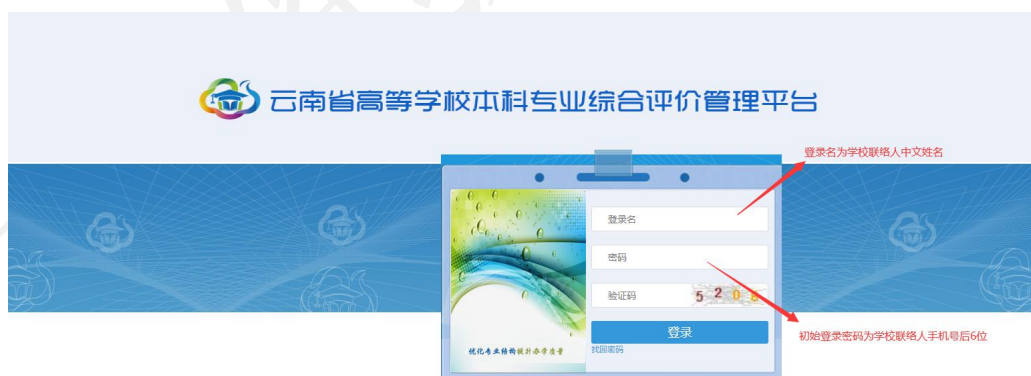 云南省高等学校本科专业综合评价管理平台
登录名为学校联络人中文姓名
登录名
密码
验证码
5 2 0 8
登录
初始登录密码为学校联络人手机号后6位
找回密码
优化专业结构提升办学质量